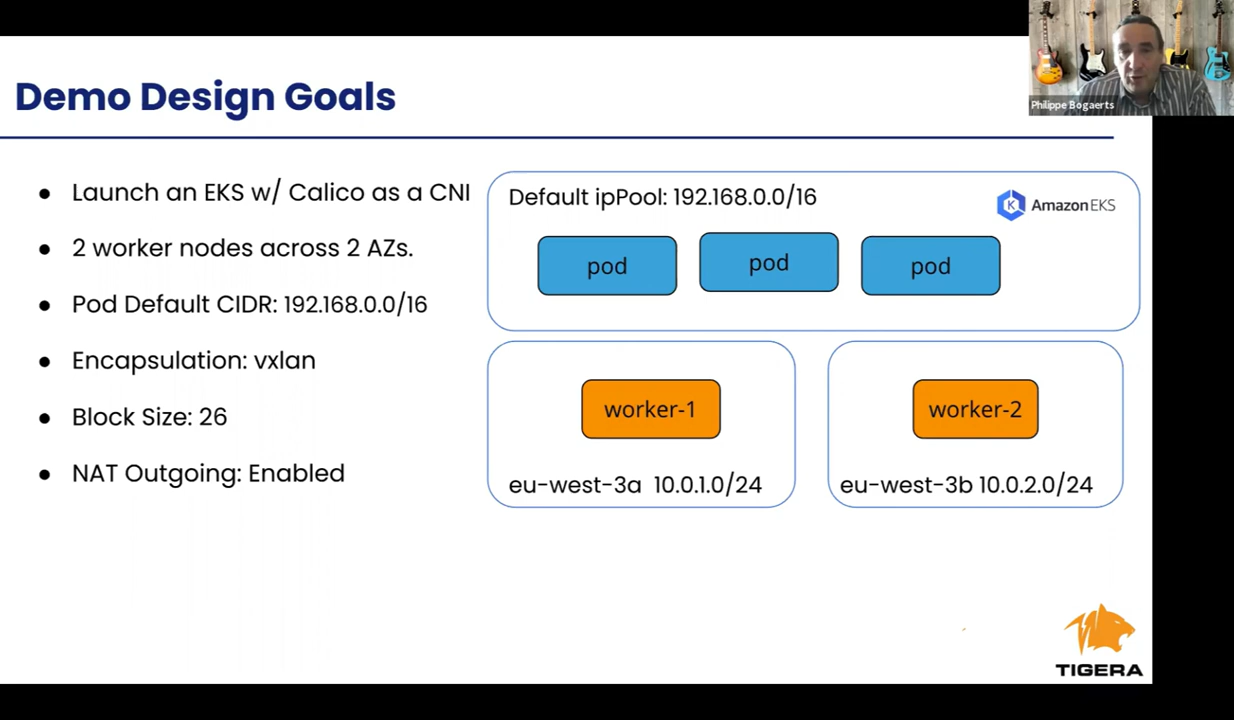 Philippe Bogaerts
Demo Design Goals
● Launch an EKS w/ Calico as a CNI
● 2 worker nodes across 2 AZs.
● Pod Default CIDR: 192.168.0.0/16
● Encapsulation: vxlan
● Block Size: 26
● NAT Outgoing: Enabled
Default ipPool: 192.168.0.0/16
K Amazon EKS
pod
pod
pod
worker-1
eu-west-3a 10.0.1.0/24
worker-2
eu-west-3b 10.0.2.0/24
TIGERA